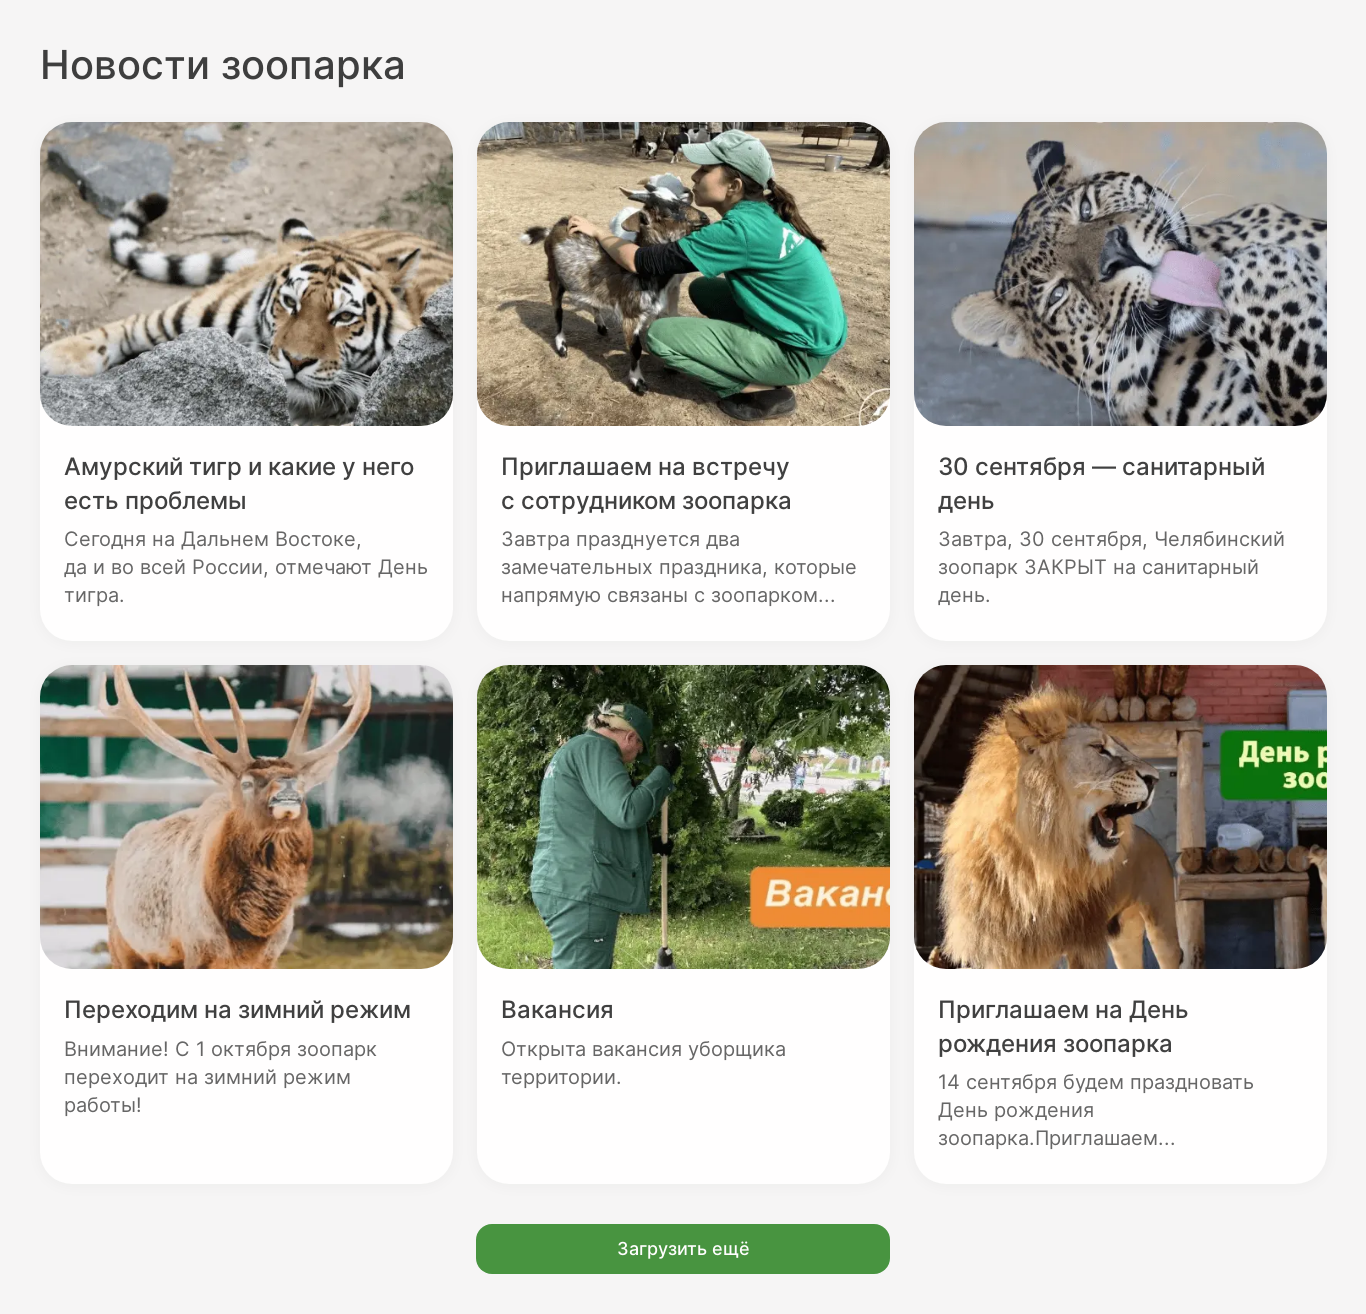 Новости зоопарка
Амурский тигр и какие у него
есть проблемы
Сегодня на Дальнем Востоке,
да и во всей России, отмечают День
тигра.
Приглашаем на встречу
с сотрудником зоопарка
Завтра празднуется два
замечательных праздника, которые
напрямую связаны с зоопарком...
30 сентября — санитарный
день
Завтра, 30 сентября, Челябинский
зоопарк ЗАКРЫТ на санитарный
день.
Переходим на зимний режим
Внимание! С 1 октября зоопарк
переходит на зимний режим
работы!
ZOO
Вакан
Вакансия
Открыта вакансия уборщика
территории.
День р
зоо
Приглашаем на День
рождения зоопарка
14 сентября будем праздновать
День рождения
зоопарка.Приглашаем...
Загрузить ещё